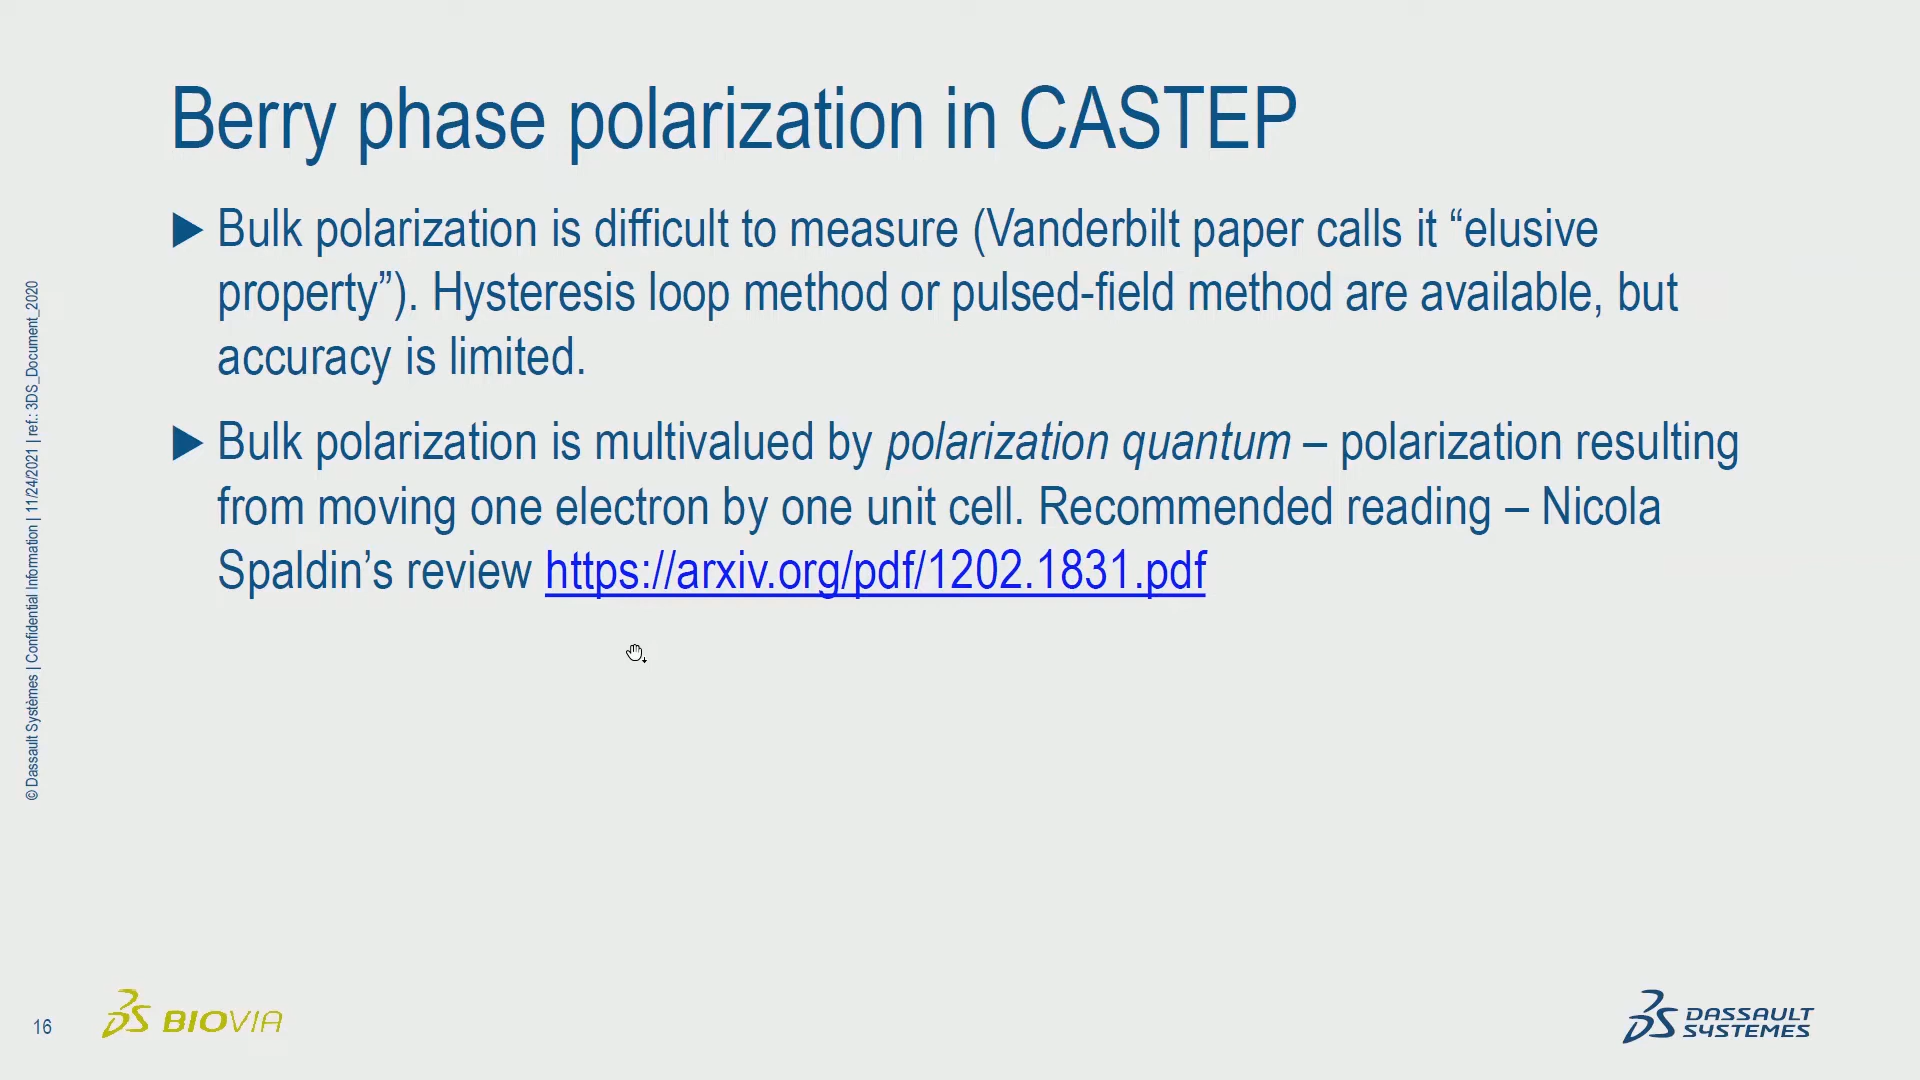 Berry phase polarization in CASTEP
▶ Bulk polarization is difficult to measure (Vanderbilt paper calls it “elusive
property”). Hysteresis loop method or pulsed-field method are available, but
accuracy is limited.
▶ Bulk polarization is multivalued by polarization quantum – polarization resulting
from moving one electron by one unit cell. Recommended reading – Nicola
Spaldin’s review https://arxiv.org/pdf/1202.1831.pdf
© Dassault Systèmes | Confidential Information | 11/24/2021 | ref.: 3DS_Document_2020
16
BIOVIA
DASSAULT
SYSTEMES